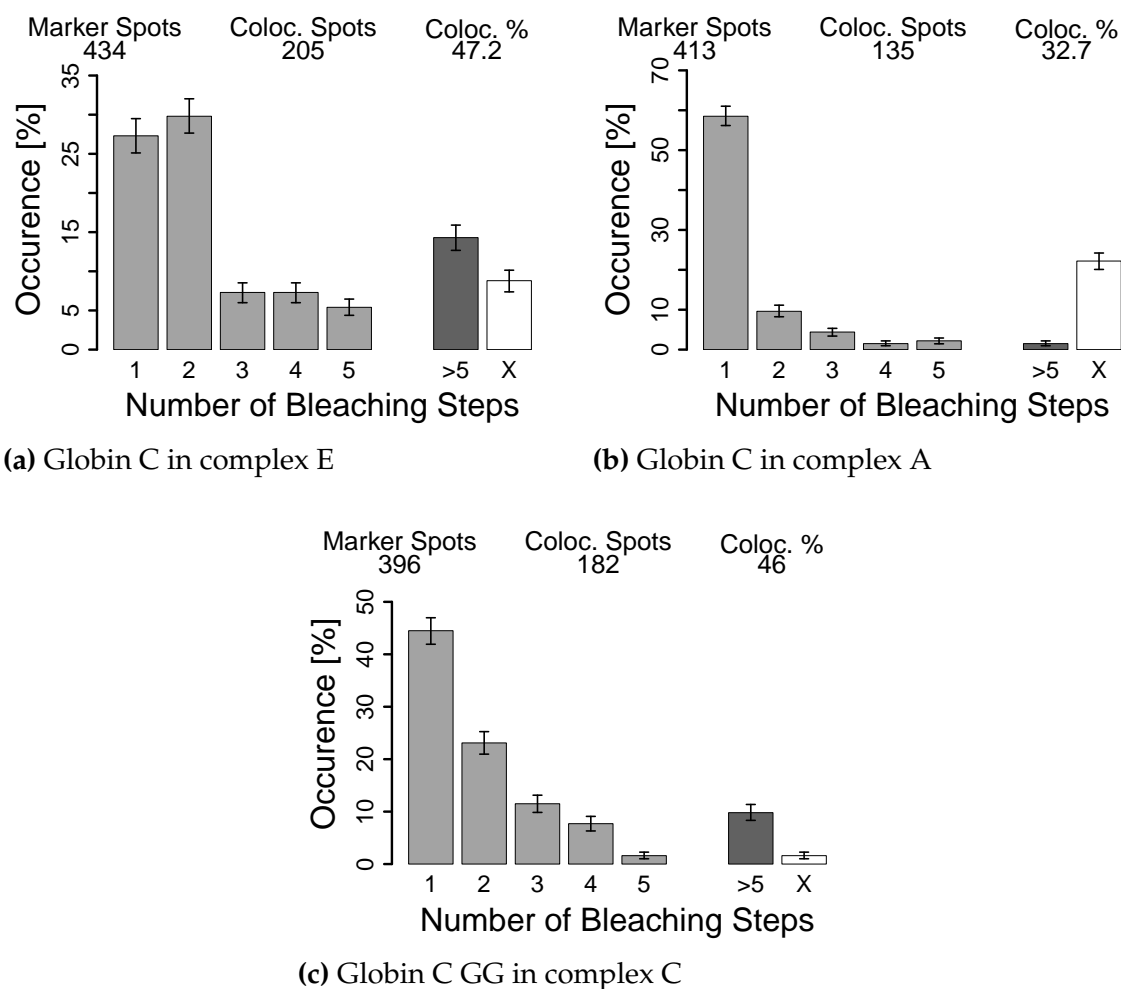 Marker Spots Coloc. Spots Coloc. %
434 205 47.2
Occurence [%]
35
25
15
5
0
1 2 3 4 5 >5 X
Number of Bleaching Steps
(a) Globin C in complex E
Marker Spots Coloc. Spots Coloc. %
413 135 32.7
Occurence [%]
70
50
30
10
0
1 2 3 4 5 >5 X
Number of Bleaching Steps
(b) Globin C in complex A
Marker Spots Coloc. Spots Coloc. %
396 182 46
Occurence [%]
50
40
30
20
10
0
1 2 3 4 5 >5 X
Number of Bleaching Steps
(c) Globin C GG in complex C